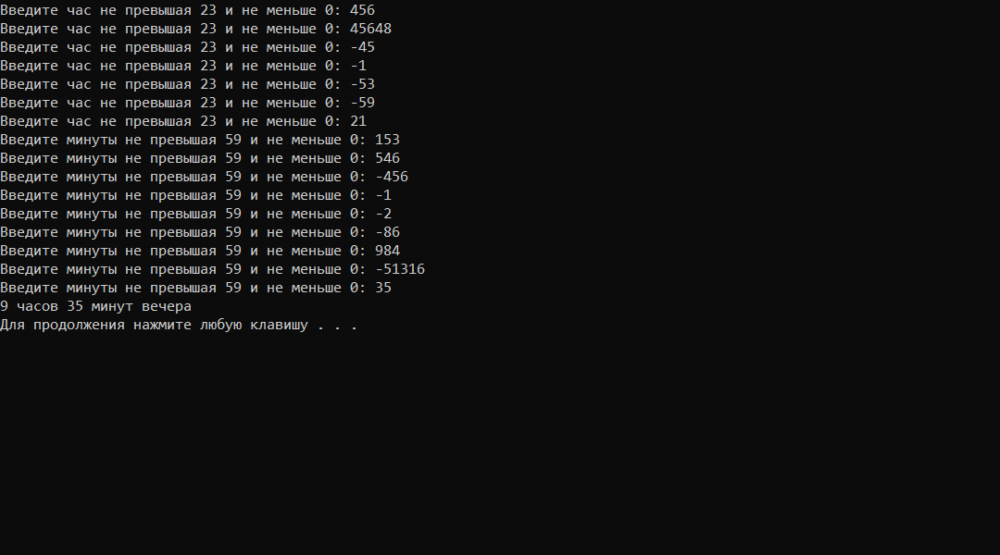 Введите час не превышая 23 и не меньше 0: 456
Введите час не превышая 23 и не меньше 0: 45648
Введите час не превышая 23 и не меньше 0: -45
Введите час не превышая 23 и не меньше 0: -1
Введите час не превышая 23 и не меньше 0: -53
Введите час не превышая 23 и не меньше 0: -59
Введите час не превышая 23 и не меньше 0: 21
Введите минуты не превышая 59 и не меньше 0: 153
Введите минуты не превышая 59 и не меньше 0: 546
Введите минуты не превышая 59 и не меньше 0: -456
Введите минуты не превышая 59 и не меньше 0: -1
Введите минуты не превышая 59 и не меньше 0: -2
Введите минуты не превышая 59 и не меньше 0: -86
Введите минуты не превышая 59 и не меньше 0: 984
Введите минуты не превышая 59 и не меньше 0: -51316
Введите минуты не превышая 59 и не меньше 0: 35
9 часов 35 минут вечера
Для продолжения нажмите любую клавишу . . .